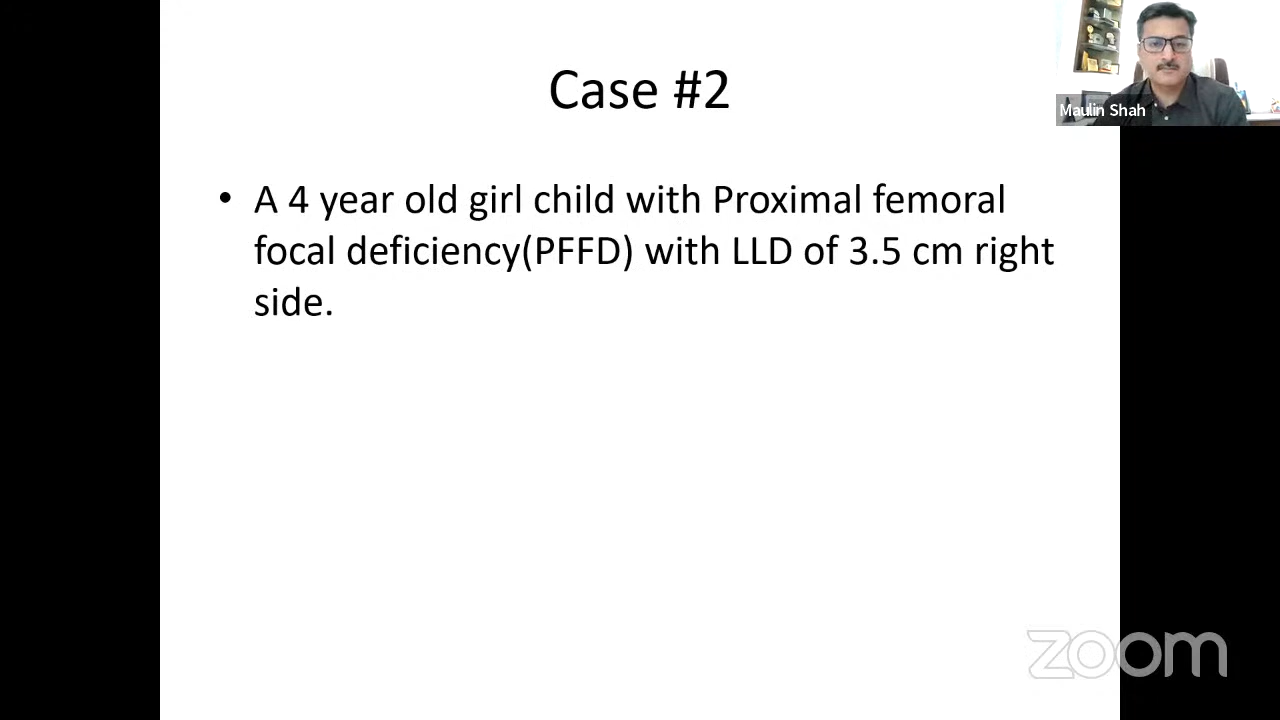 Case #2
Maulin Shah
• A 4 year old girl child with Proximal femoral
focal deficiency(PFFD) with LLD of 3.5 cm right
side.
zoom